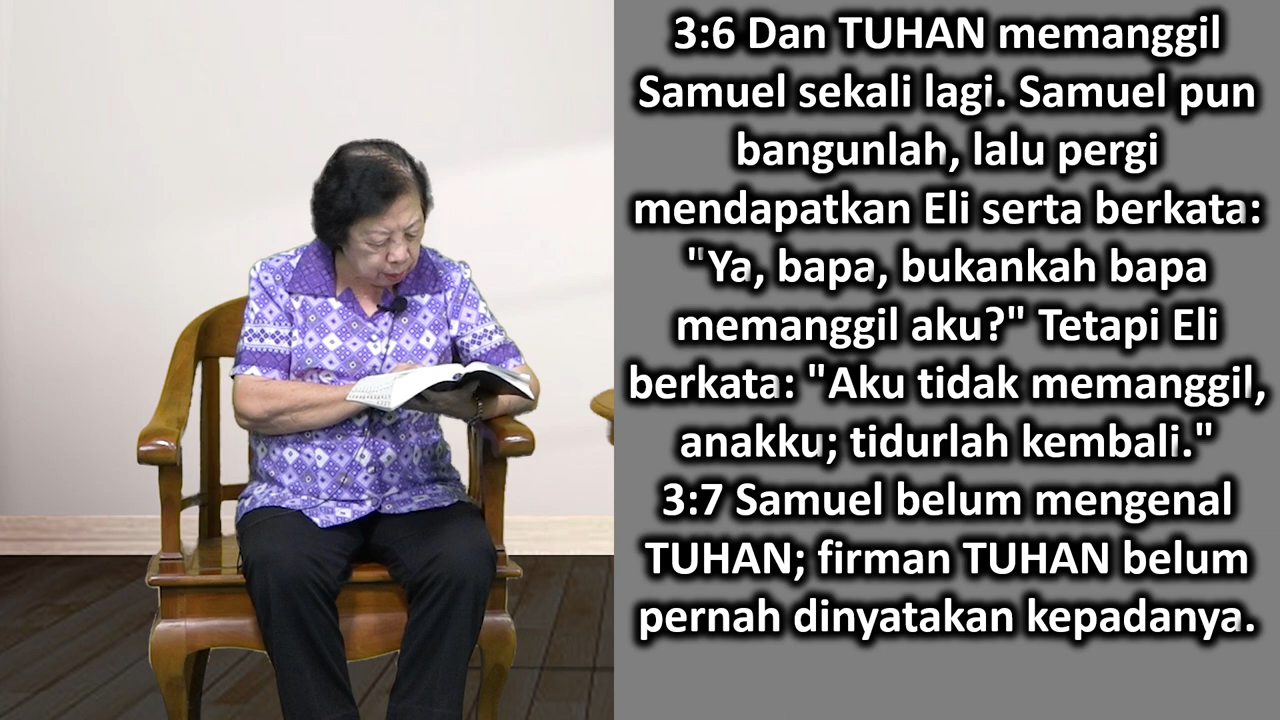 3:6 Dan TUHAN memanggil
Samuel sekali lagi. Samuel pun
bangunlah, lalu pergi
mendapatkan Eli serta berkata:
"Ya, bapa, bukankah bapa
memanggil aku?" Tetapi Eli
berkata: "Aku tidak memanggil,
anakku; tidurlah kembali."
3:7 Samuel belum mengenal
TUHAN; firman TUHAN belum
pernah dinyatakan kepadanya.